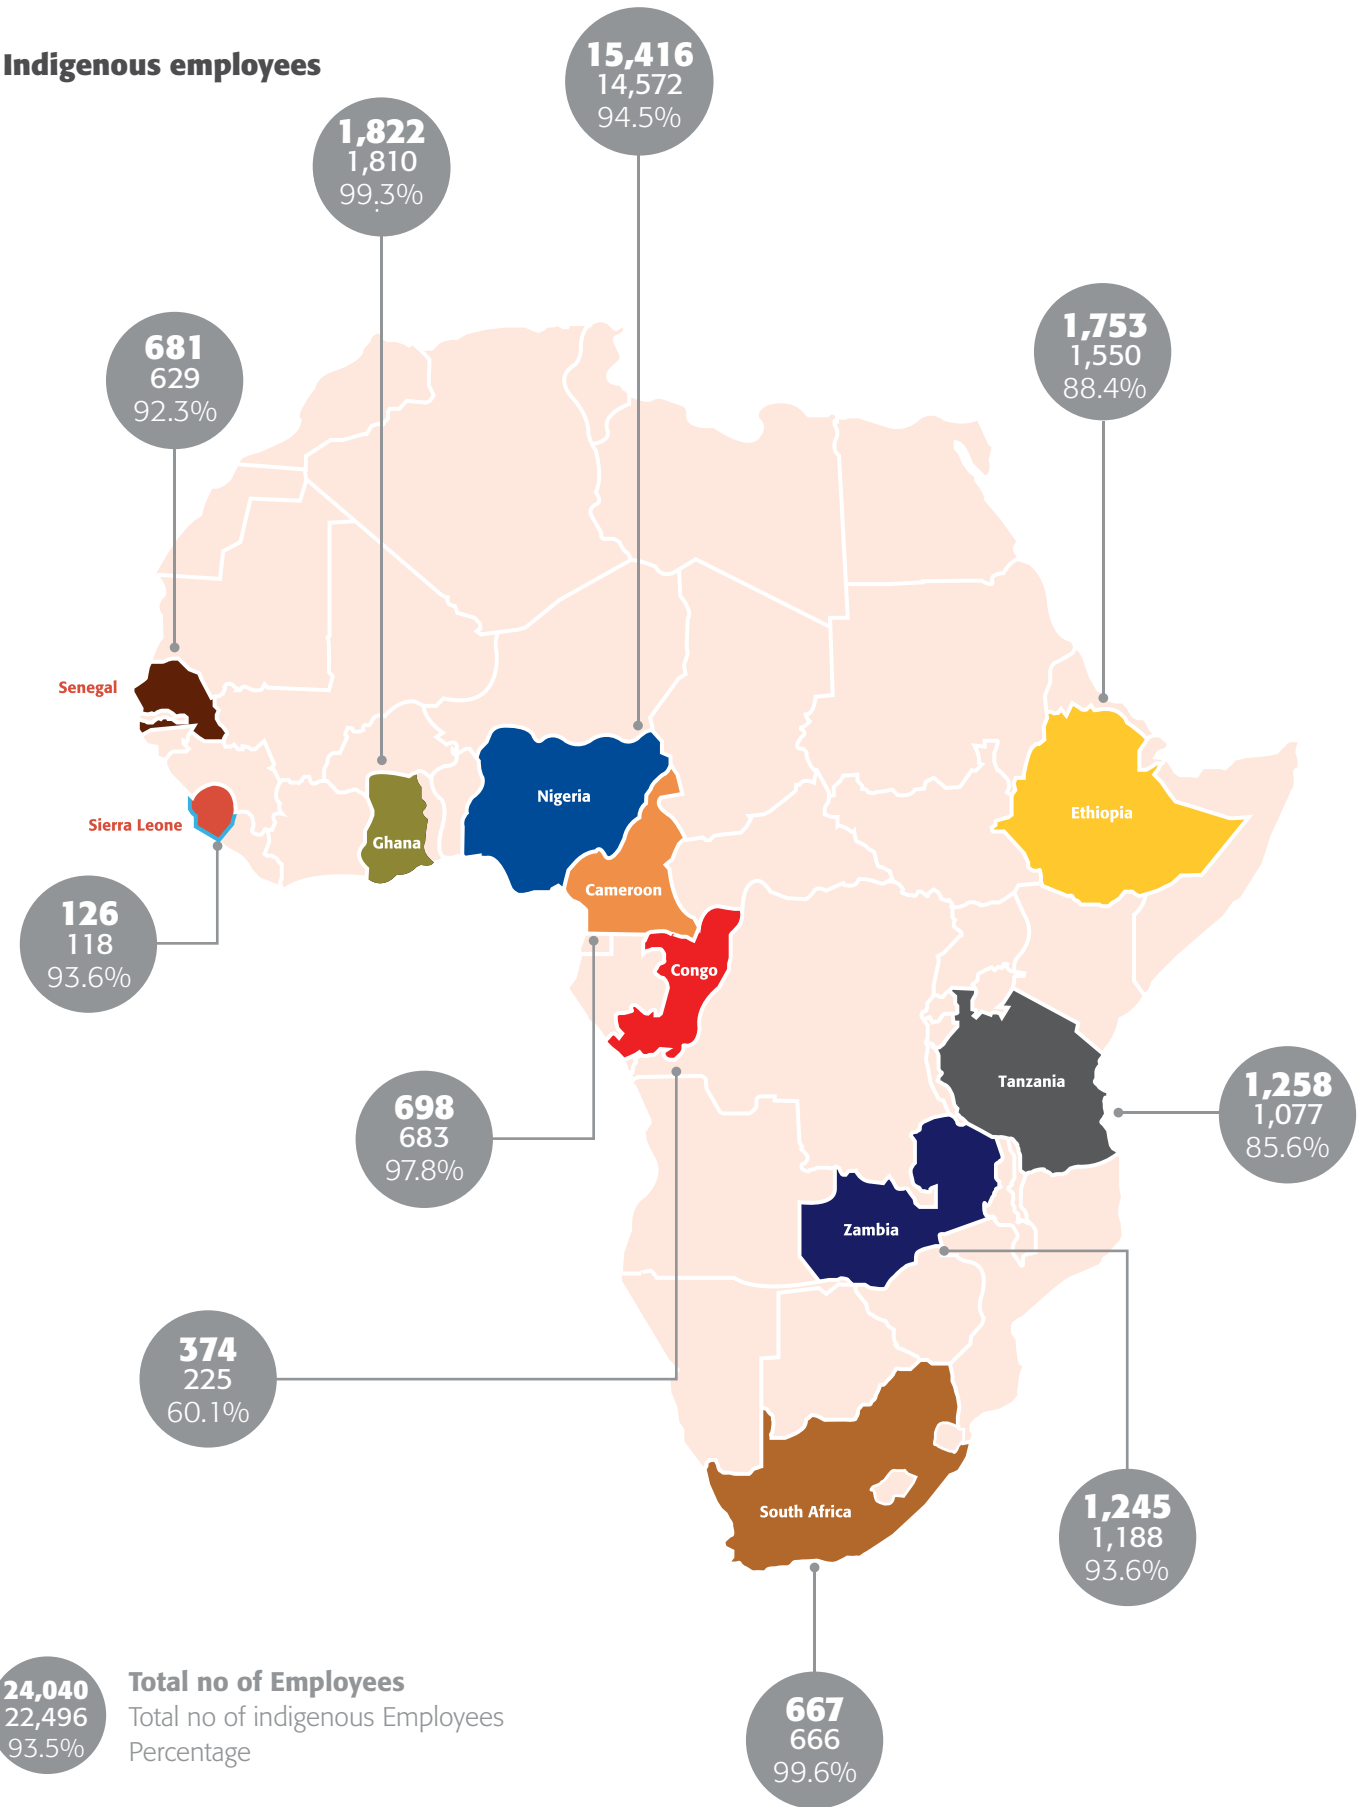 Indigenous employees
15,416
14,572
94.5%
1,822
1,810
99.3%
681
629
92.3%
1,753
1,550
88.4%
Senegal
Sierra Leone
Ghana
Nigeria
Cameroon
Congo
Ethiopia
126
118
93.6%
698
683
97.8%
Tanzania
1,258
1,077
85.6%
Zambia
374
225
60.1%
South Africa
1,245
1,188
93.6%
667
666
99.6%
24,040
22,496
93.5%
Total no of Employees
Total no of indigenous Employees
Percentage